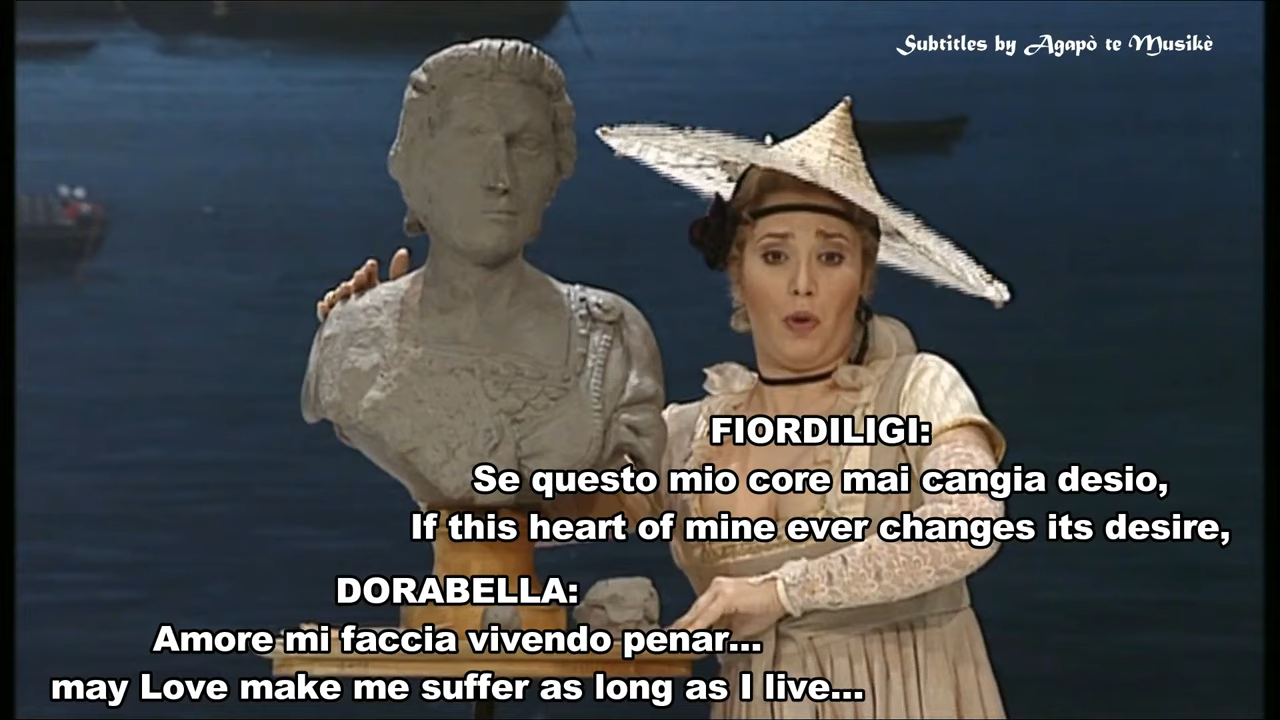 Subtitles by Agapò te Musikè
FIORDILIGI:
Se questo mio core mai cangia desio,
If this heart of mine ever changes its desire,
DORABELLA:
Amore mi faccia vivendo penar...
may Love make me suffer as long as I live...